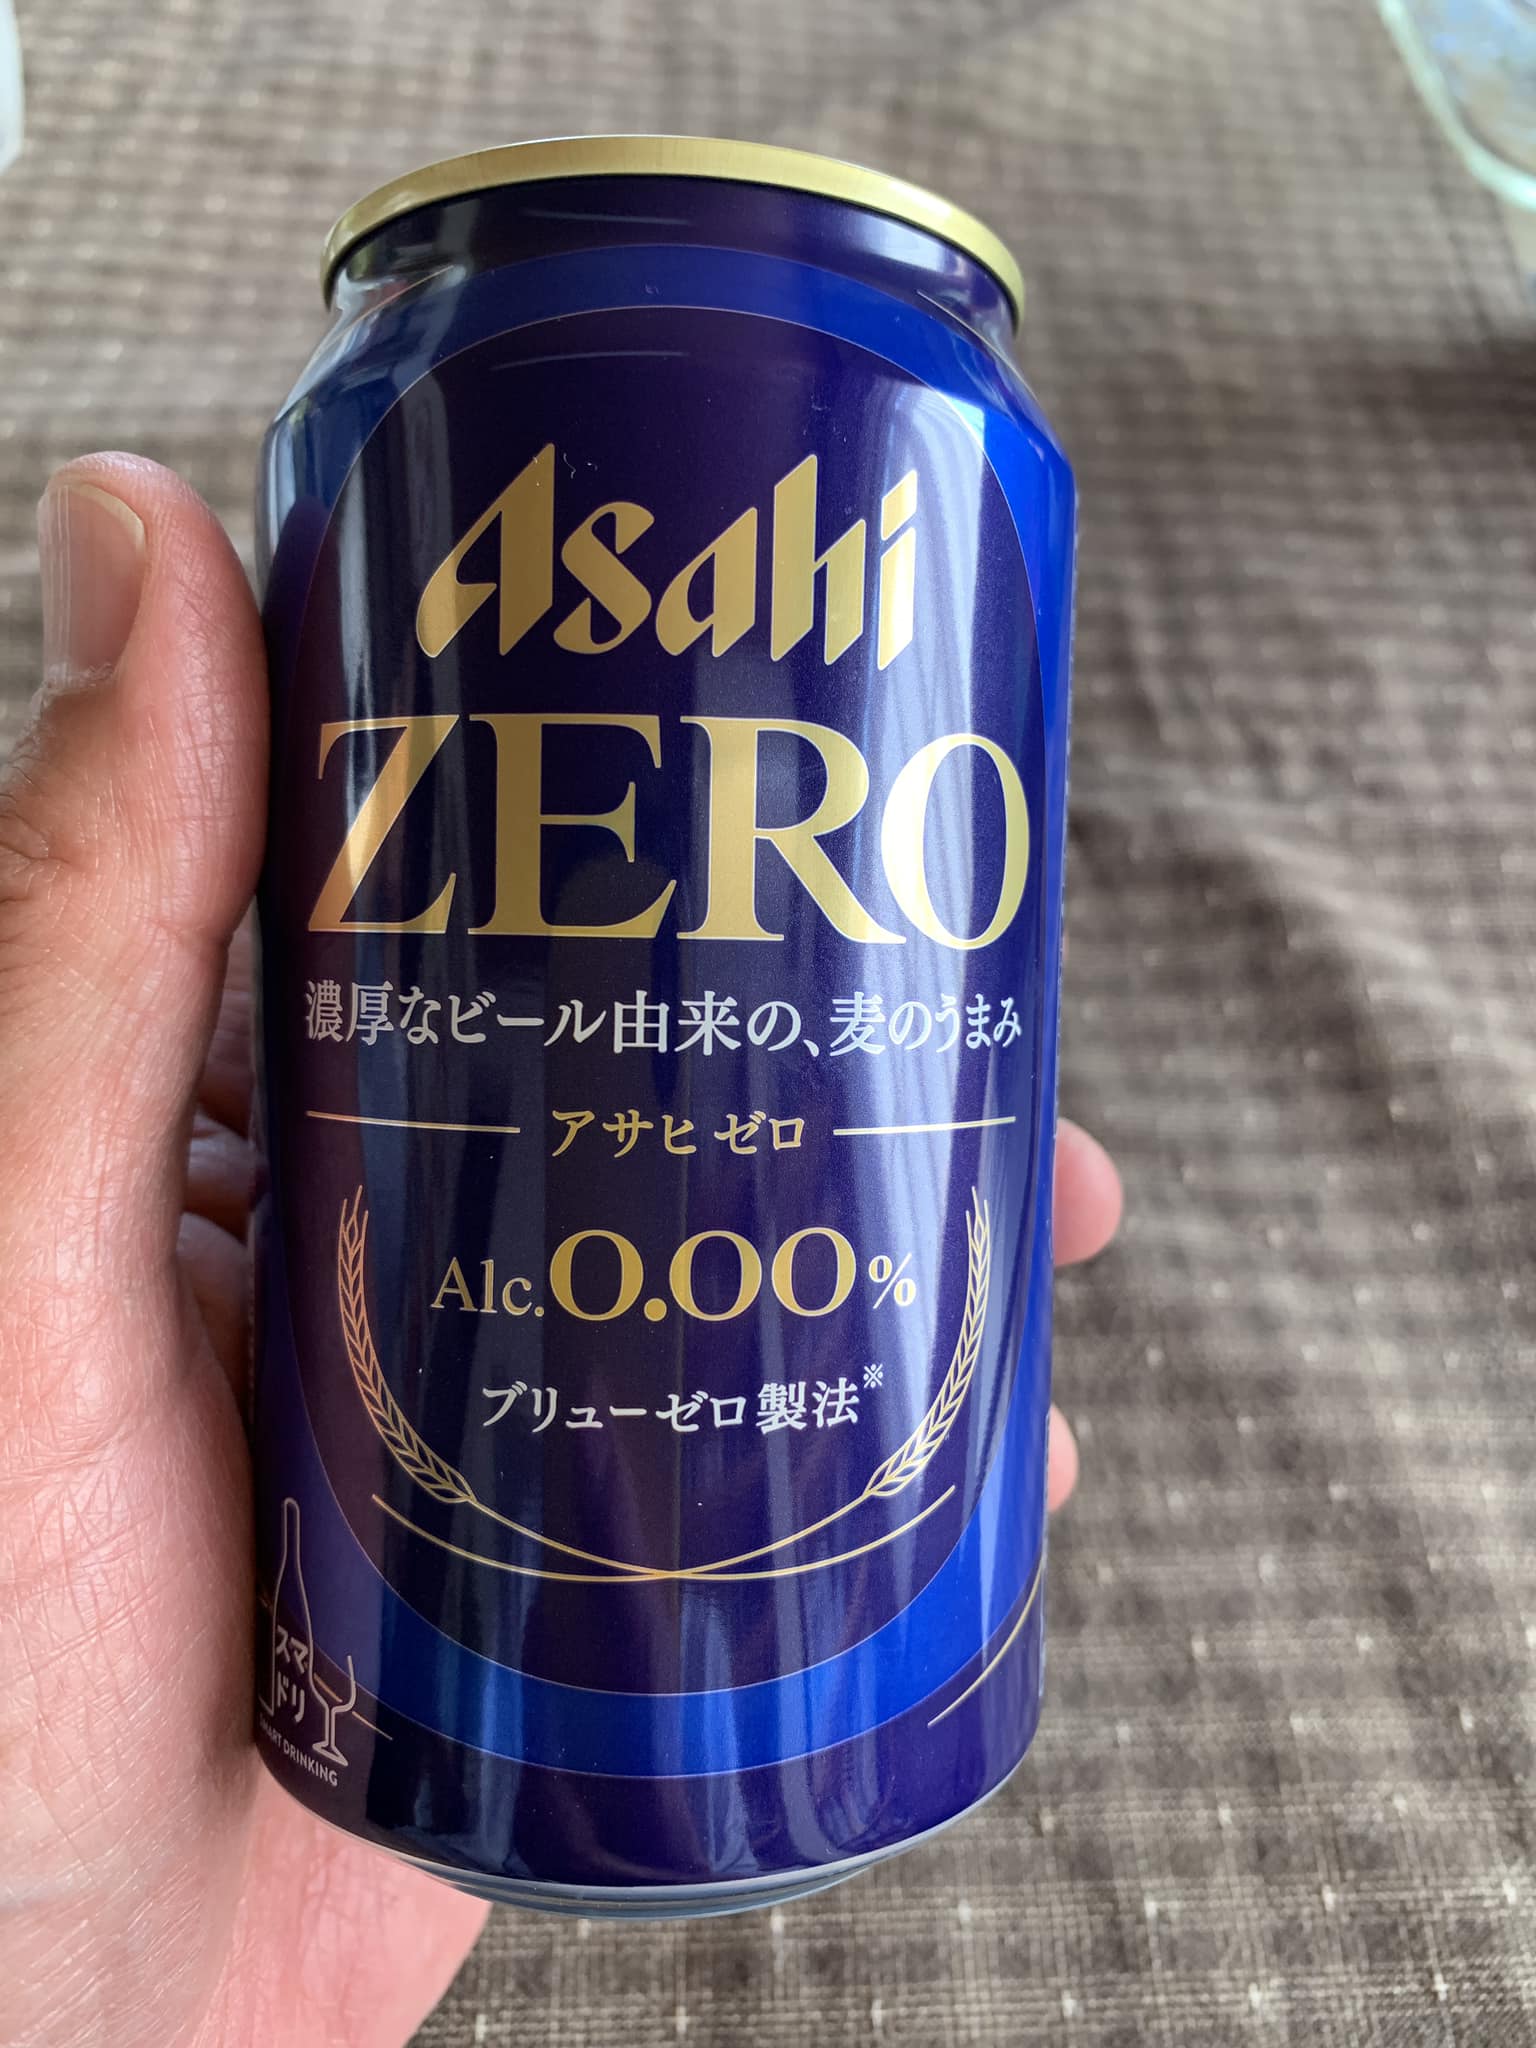 Asahi
ZERO
濃厚なビール由来の、麦のうまみ
アサヒ ゼロ
Alc. 0.00%
ブリューゼロ製法※
スマ
ドリ
SMART DRINKING